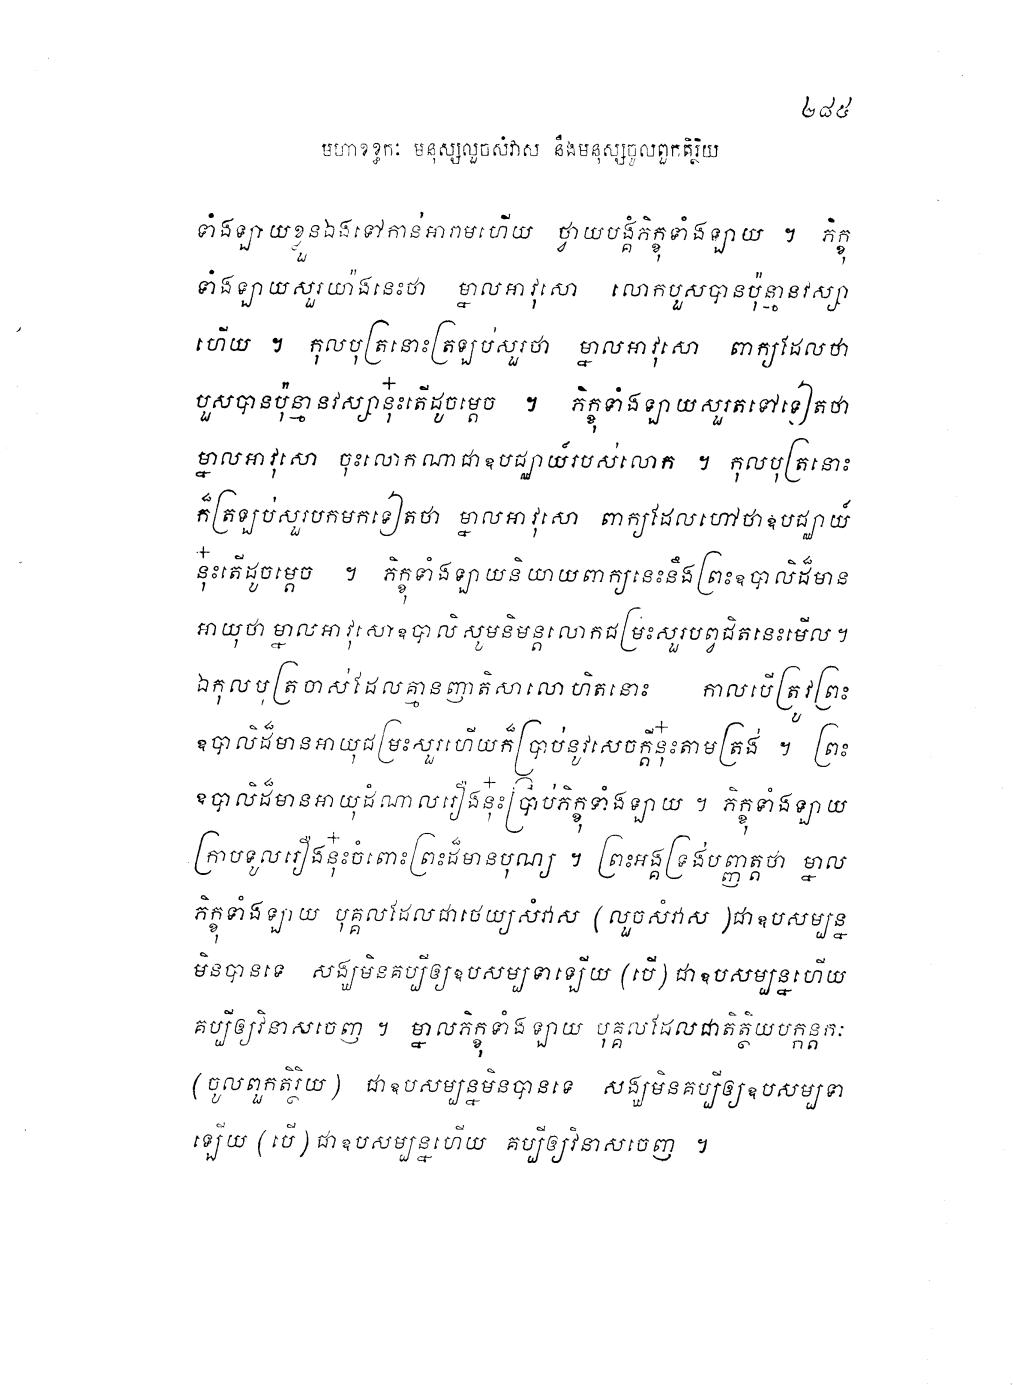 ២៨៥
មហាខន្ធកៈ មនុស្សលួចសំវាស នឹងមនុស្សចូលពួកតិរ្ថិយ
ទាំងឡាយខ្លួនឯងទៅកាន់អារាមហើយ ថ្វាយបង្គំភិក្ខុទាំងឡាយ ។ ភិក្ខុ
ទាំងឡាយសួរយ៉ាងនេះថា ម្នាលអាវុសោ លោកបួសបានប៉ុន្មានវស្សា
ហើយ ។ កុលបុត្រនោះត្រឡប់សួរថា ម្នាលអាវុសោ ពាក្យដែលថា
បួសបានប៉ុន្មានវស្សានុ៎ះតើដូចម្តេច ។ ភិក្ខុទាំងឡាយសួរតទៅទៀតថា
ម្នាលអាវុសោ ចុះលោកណាជាឧបជ្ឈាយ៍របស់លោក ។ កុលបុត្រនោះ
ក៏ត្រឡប់សួរបកមកទៀតថា ម្នាលអាវុសោ ពាក្យដែលហៅថាឧបជ្ឈាយ៍
នុ៎ះតើដូចម្តេច ។ ភិក្ខុទាំងឡាយនិយាយពាក្យនេះនឹងព្រះឧបាលិដ៏មាន
អាយុថា ម្នាលអាវុសោឧបាលិ សូមនិមន្តលោកជម្រះសួរបព្វជិតនេះមើល ។
ឯកុលបុត្រចាស់ដែលគ្មានញាតិសាលោហិតនោះ កាលបើត្រូវព្រះ
ឧបាលិដ៏មានអាយុជម្រះសួរហើយក៏ប្រាប់នូវសេចក្តីនុ៎ះតាមត្រង់ ។ ព្រះ
ឧបាលិដ៏មានអាយុដំណាលរឿងនុ៎ះប្រាប់ភិក្ខុទាំងឡាយ ។ ភិក្ខុទាំងឡាយ
ក្រាបទូលរឿងនុ៎ះចំពោះព្រះដ៏មានបុណ្យ ។ ព្រះអង្គទ្រង់បញ្ញត្តថា ម្នាល
ភិក្ខុទាំងឡាយ បុគ្គលដែលជាថេយ្យសំវាស (លួចសំវាស )ជាឧបសម្បន្ន
មិនបានទេ សង្ឃមិនគប្បីឲ្យឧបសម្បទាឡើយ (បើ) ជាឧបសម្បន្នហើយ
គប្បីឲ្យវិនាសចេញ ។ ម្នាលភិក្ខុទាំងឡាយ បុគ្គលដែលជាតិត្ថិយបក្កន្តកៈ
(ចូលពួកតិរ្ថិយ) ជាឧបសម្បន្នមិនបានទេ សង្ឃមិនគប្បីឲ្យឧបសម្បទា
ឡើយ (បើ) ជាឧបសម្បន្នហើយ គប្បីឲ្យវិនាសចេញ ។